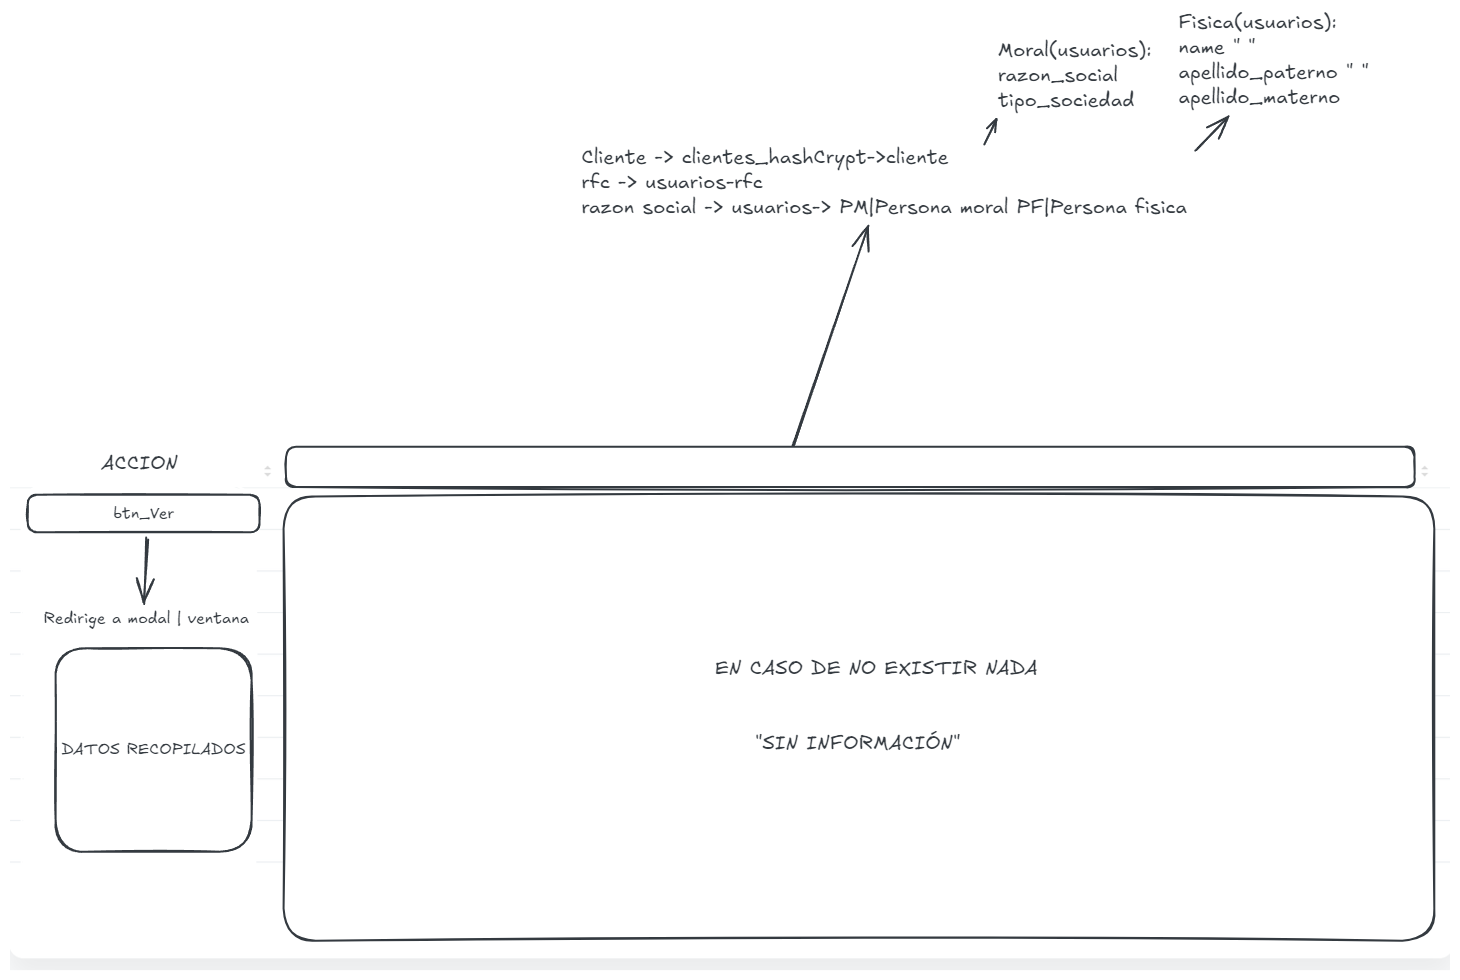 Fisica(usuarios):
name " "
apellido_paterno " "
apellido_materno
Moral(usuarios):
razon_social
tipo_sociedad
Cliente -> clientes_hashCrypt->cliente
rfc -> usuarios-rfc
razon social -> usuarios-> PM|Persona moral PF|Persona fisica
ACCION
btn_Ver
Redirige a modal | ventana
DATOS RECOPILADOS
EN CASO DE NO EXISTIR NADA
"SIN INFORMACIÓN"